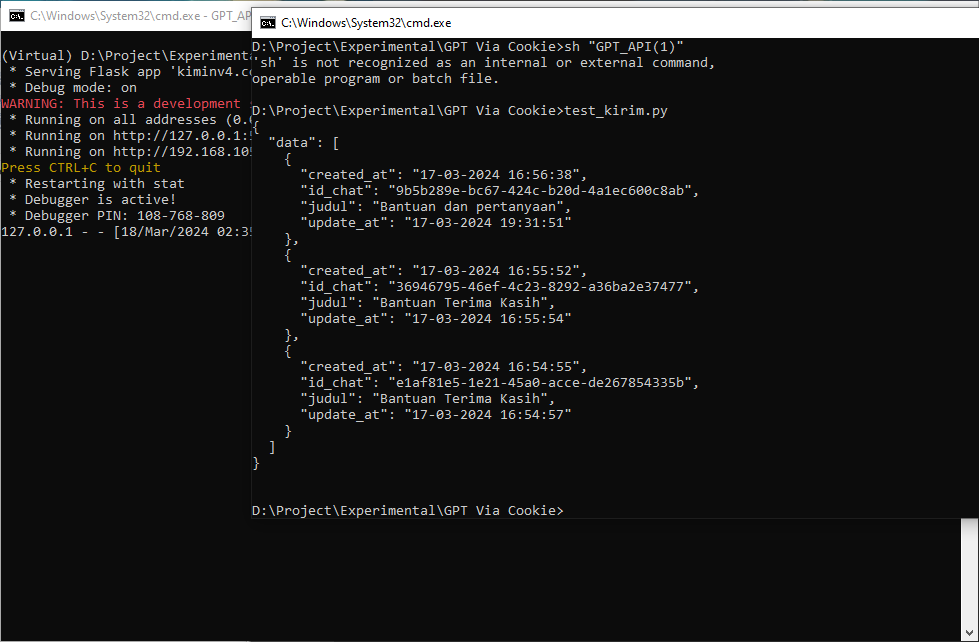 C:\Windows\System32\cmd.exe - GPT_AP
(Virtual) D:\Project\Experimenta
* Serving Flask app 'kiminv4.co
* Debug mode: on
WARNING: This is a development
* Running on all addresses (0.0
* Running on http://127.0.0.1:5
* Running on http://192.168.105
Press CTRL+C to quit
* Restarting with stat
* Debugger is active!
* Debugger PIN: 108-768-809
127.0.0.1 - - [18/Mar/2024 02:35
C:\Windows\System32\cmd.exe
D:\Project\Experimental\GPT Via Cookie>sh "GPT_API(1)"
'sh' is not recognized as an internal or external command,
operable program or batch file.
D:\Project\Experimental\GPT Via Cookie>test_kirim.py
{
"data": [
{
"created_at": "17-03-2024 16:56:38",
"id_chat": "9b5b289e-bc67-424c-b20d-4a1ec600c8ab",
"judul": "Bantuan dan pertanyaan",
"update_at": "17-03-2024 19:31:51"
},
{
"created_at": "17-03-2024 16:55:52",
"id_chat": "36946795-46ef-4c23-8292-a36ba2e37477",
"judul": "Bantuan Terima Kasih",
"update_at": "17-03-2024 16:55:54"
},
{
"created_at": "17-03-2024 16:54:55",
"id_chat": "e1af81e5-1e21-45a0-acce-de267854335b",
"judul": "Bantuan Terima Kasih",
"update_at": "17-03-2024 16:54:57"
}
]
}
D:\Project\Experimental\GPT Via Cookie>